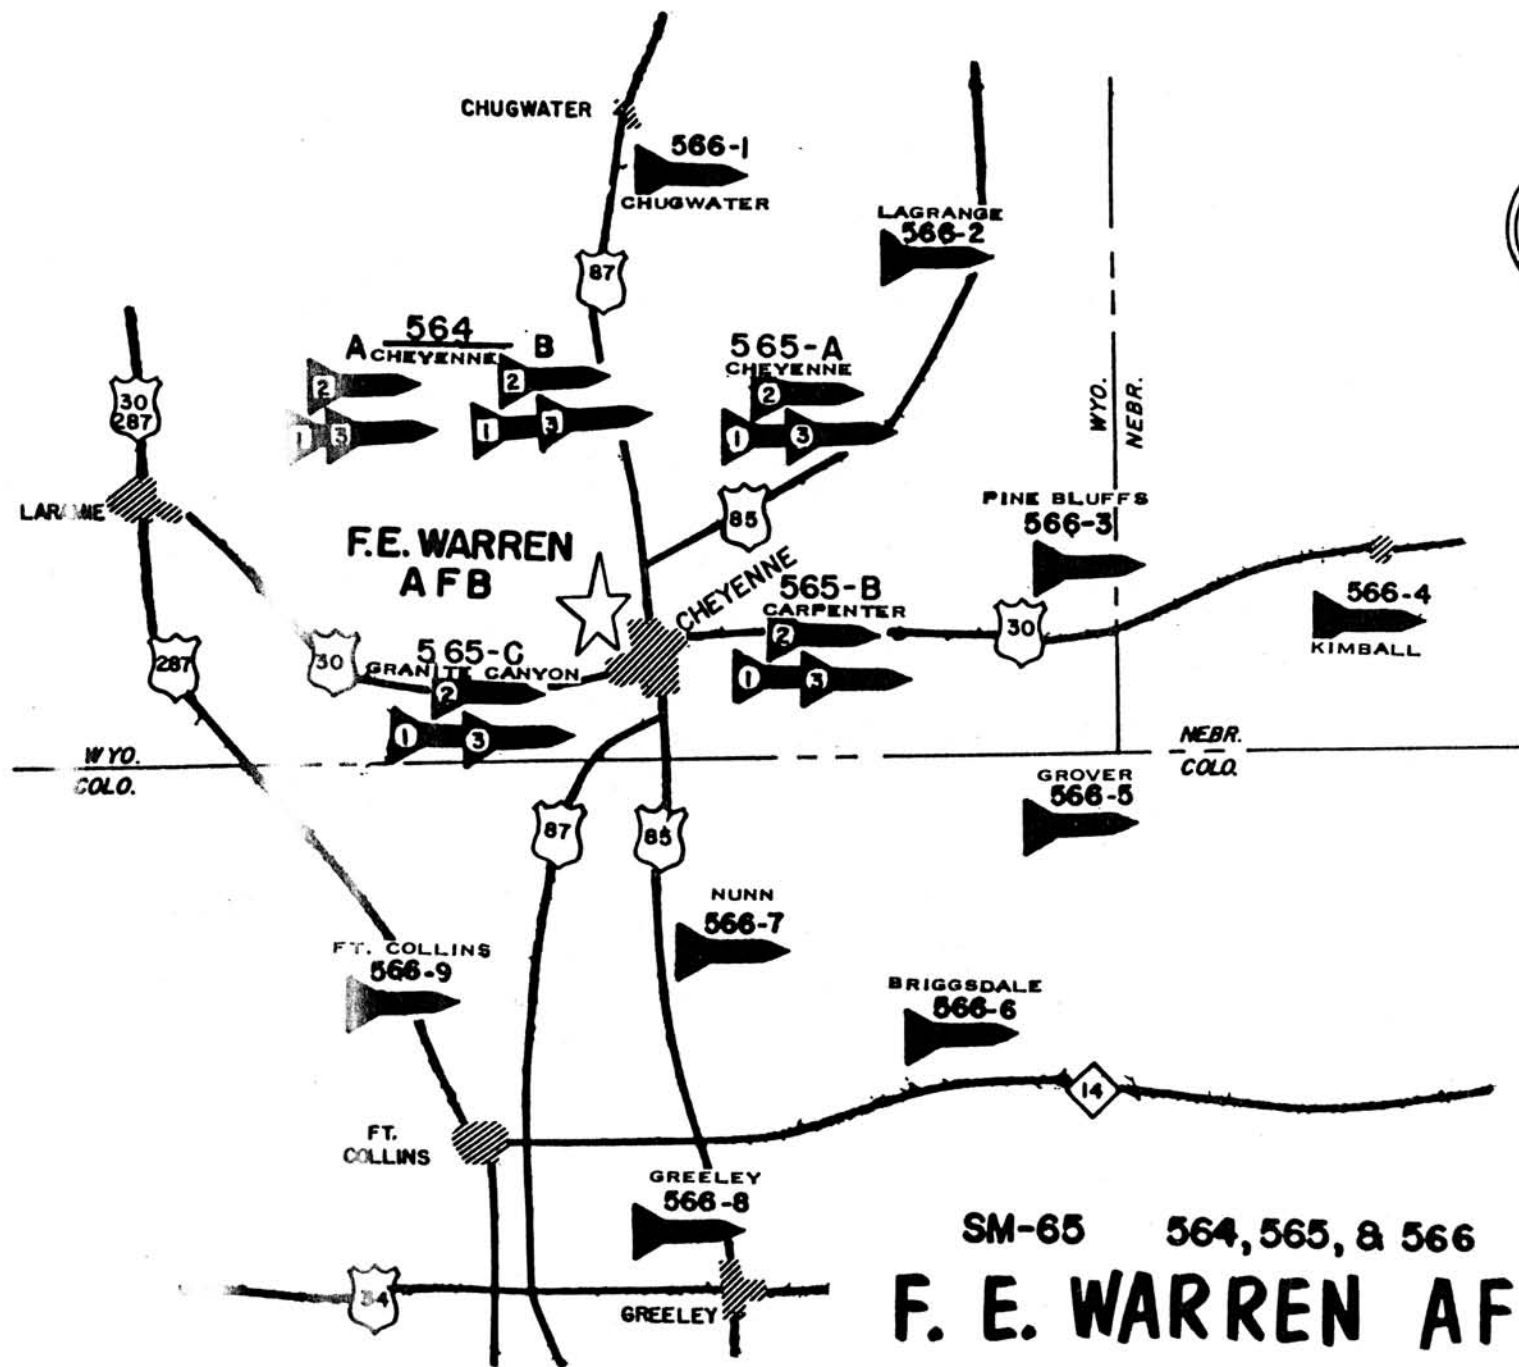 CHUGWATER
566-1
CHUGWATER
LAGRANGE
566-2
87
564
A CHEYENNE B
2
1 3
2
1 3
565-A
CHEYENNE
2
1 3
WYO.
NEBR.
30
287
85
PINE BLUFFS
566-3
F.E. WARREN
AFB
CHEYENNE
565-B
CARPENTER
2
1 3
30
566-4
KIMBALL
287
30
565-C
GRANITE CANYON
2
1 3
WYO.
COLO.
NEBR.
COLO.
GROVER
566-5
87
85
NUNN
566-7
FT. COLLINS
566-9
BRIGGSDALE
566-6
14
FT.
COLLINS
GREELEY
566-8
34
GREELEY
SM-65 564, 565, & 566
F. E. WARREN AF